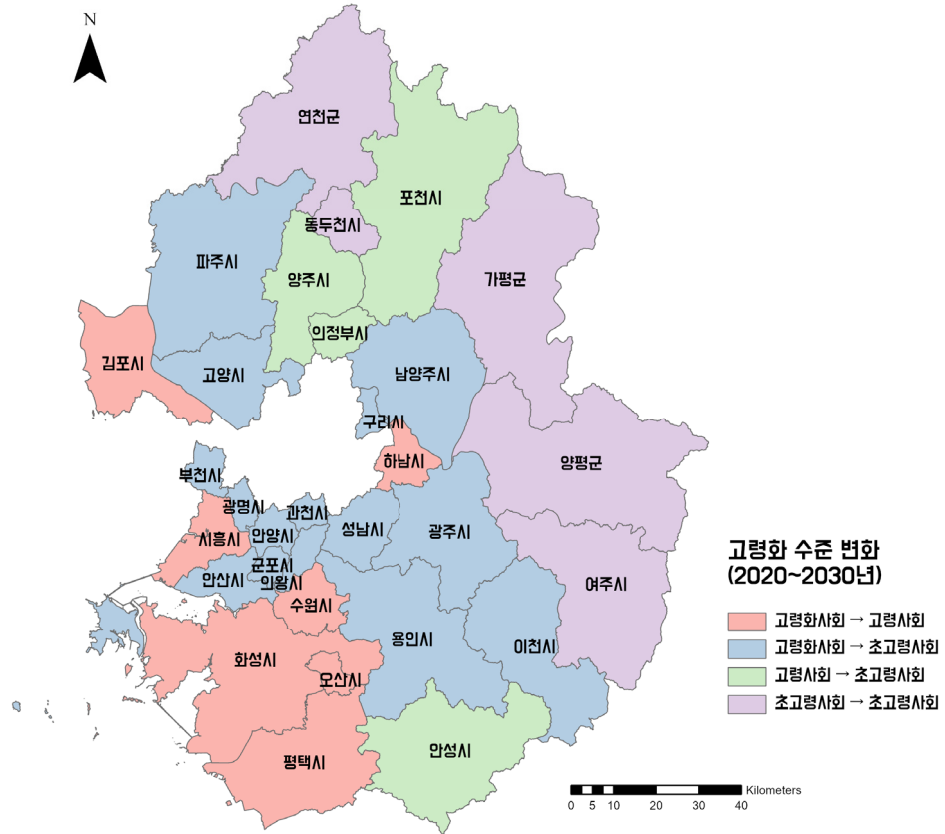 N
연천군
포천시
동두천시
파주시
양주시
가평군
의정부시
김포시
고양시
남양주시
구리시
하남시
양평군
부천시
광명시
과천시
시흥시
안양시
성남시
광주시
군포시
안산시
의왕시
수원시
여주시
용인시
이천시
화성시
오산시
안성시
평택시
고령화 수준 변화
(2020~2030년)
고령화사회 → 고령사회
고령화사회 → 초고령사회
고령사회 → 초고령사회
초고령사회 → 초고령사회
Kilometers
0 5 10 20 30 40